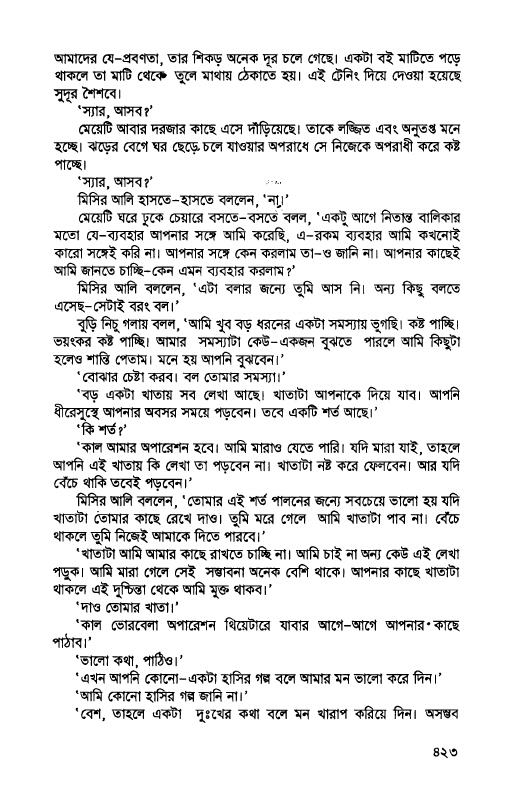 আমাদের যে-প্রবণতা, তার শিকড় অনেক দূর চলে গেছে। একটা বই মাটিতে পড়ে
থাকলে তা মাটি থেকে তুলে মাথায় ঠেকাতে হয়। এই টেনিং দিয়ে দেওয়া হয়েছে
সুদূর শৈশবে।
‘স্যার, আসব?’
মেয়েটি আবার দরজার কাছে এসে দাঁড়িয়েছে। তাকে লজ্জিত এবং অনুতপ্ত মনে
হচ্ছে। ঝড়ের বেগে ঘর ছেড়ে চলে যাওয়ার অপরাধে সে নিজেকে অপরাধী করে কষ্ট
পাচ্ছে।
‘স্যার, আসব?’
মিসির আলি হাসতে-হাসতে বললেন, ‘না।’
মেয়েটি ঘরে ঢুকে চেয়ারে বসতে-বসতে বলল, ‘একটু আগে নিতান্ত বালিকার
মতো যে-ব্যবহার আপনার সঙ্গে আমি করেছি, এ-রকম ব্যবহার আমি কখনোই
কারো সঙ্গেই করি না। আপনার সঙ্গে কেন করলাম তা-ও জানি না। আপনার কাছেই
আমি জানতে চাচ্ছি-কেন এমন ব্যবহার করলাম?’
মিসির আলি বললেন, ‘এটা বলার জন্যে তুমি আস নি। অন্য কিছু বলতে
এসেছ-সেটাই বরং বল।’
বুড়ি নিচু গলায় বলল, ‘আমি খুব বড় ধরনের একটা সমস্যায় ভুগছি। কষ্ট পাচ্ছি।
ভয়ংকর কষ্ট পাচ্ছি। আমার সমস্যাটা কেউ-একজন বুঝতে পারলে আমি কিছুটা
হলেও শান্তি পেতাম। মনে হয় আপনি বুঝবেন।’
‘বোঝার চেষ্টা করব। বল তোমার সমস্যা।’
‘বড় একটা খাতায় সব লেখা আছে। খাতাটা আপনাকে দিয়ে যাব। আপনি
ধীরেসুস্থে আপনার অবসর সময়ে পড়বেন। তবে একটি শর্ত আছে।’
‘কি শর্ত?’
‘কাল আমার অপারেশন হবে। আমি মারাও যেতে পারি। যদি মারা যাই, তাহলে
আপনি এই খাতায় কি লেখা তা পড়বেন না। খাতাটা নষ্ট করে ফেলবেন। আর যদি
বেঁচে থাকি তবেই পড়বেন।’
মিসির আলি বললেন, ‘তোমার এই শর্ত পালনের জন্যে সবচেয়ে ভালো হয় যদি
খাতাটা তোমার কাছে রেখে দাও। তুমি মরে গেলে আমি খাতাটা পাব না। বেঁচে
থাকলে তুমি নিজেই আমাকে দিতে পারবে।’
‘খাতাটা আমি আমার কাছে রাখতে চাচ্ছি না। আমি চাই না অন্য কেউ এই লেখা
পড়ুক। আমি মারা গেলে সেই সম্ভাবনা অনেক বেশি থাকে। আপনার কাছে খাতাটা
থাকলে এই দুশ্চিন্তা থেকে আমি মুক্ত থাকব।’
‘দাও তোমার খাতা।’
‘কাল ভোরবেলা অপারেশন থিয়েটারে যাবার আগে-আগে আপনার কাছে
পাঠাব।’
‘ভালো কথা, পাঠিও।’
‘এখন আপনি কোনো-একটা হাসির গল্প বলে আমার মন ভালো করে দিন।’
‘আমি কোনো হাসির গল্প জানি না।’
‘বেশ, তাহলে একটা দুঃখের কথা বলে মন খারাপ করিয়ে দিন। অসম্ভব
৪২৩